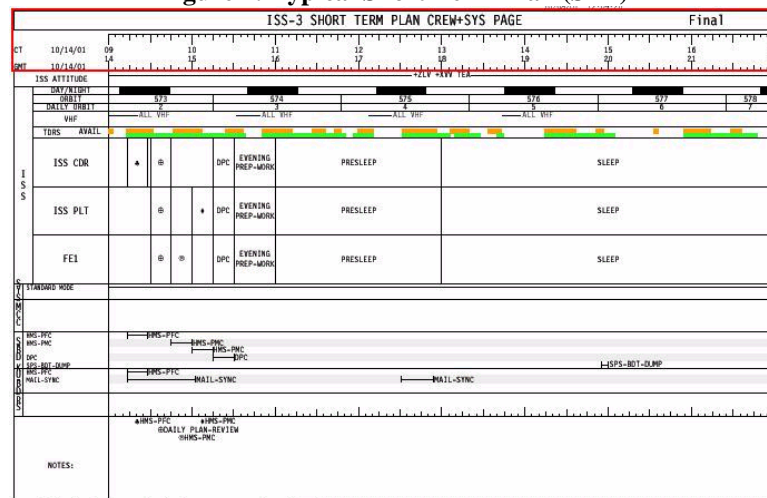 ISS-3 SHORT TERM PLAN CREW+SYS PAGE Final
CT 10/14/01 09 10 11 12 13 14 15 16
GMT 10/14/01 14 15 16 17 18 19 20 21
ISS ATTITUDE +ZLV +XVV TEA
DAY/NIGHT
ORBIT 573 574 575 576 577 578
DAILY ORBIT 2 3 4 5 6 7
VHF ALL VHF ALL VHF ALL VHF ALL VHF
TDRS AVAIL
ISS
ISS CDR ♠ ⊕ DPC EVENING PREP-WORK PRESLEEP SLEEP
ISS PLT ⊕ ♦ DPC EVENING PREP-WORK PRESLEEP SLEEP
FE1 ⊕ DPC EVENING PREP-WORK PRESLEEP SLEEP
STANDARD MODE
HMS-PFC HMS-PFC
HMS-PMC HMS-PMC
HMS-PMC
DPC DPC
SPS-BDT-DUMP SPS-BDT-DUMP
HMS-PFC HMS-PFC
MAIL-SYNC MAIL-SYNC MAIL-SYNC
♠HMS-PFC ♦HMS-PMC
⊕DAILY PLAN-REVIEW
HMS-PMC
NOTES: